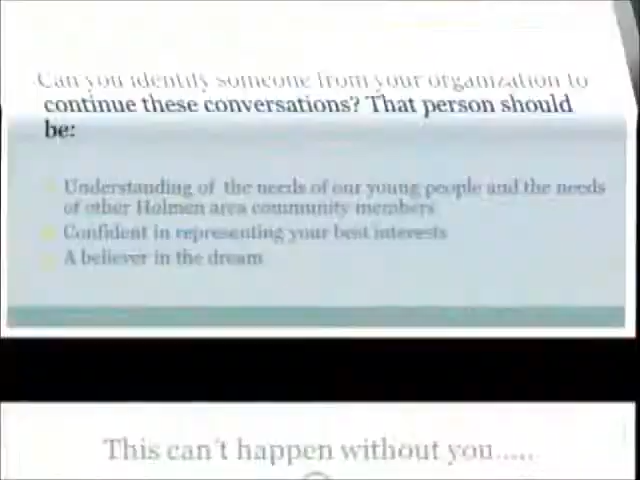 Can you identify someone from your organization to
continue these conversations? That person should
be:
Understanding of the needs of our young people and the needs
of other Holmen area community members
Confident in representing your best interests
A believer in the dream
This can't happen without you.....